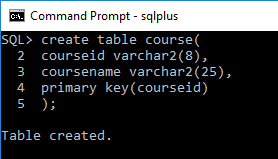 Command Prompt - sqlplus
SQL> create table course(
2 courseid varchar2(8),
3 coursename varchar2(25),
4 primary key(courseid)
5 );
Table created.